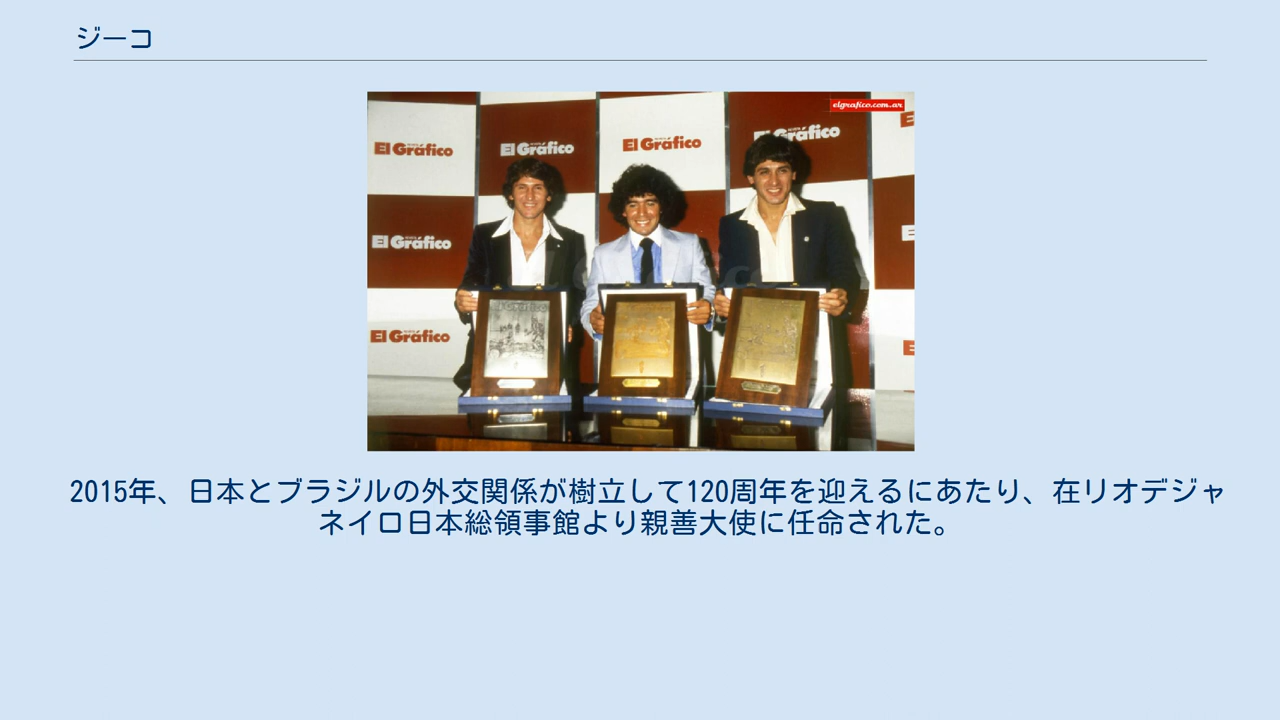 ジーコ
elgrafico.com.ar
El Gráfico
El Gráfico
El Gráfico
El Gráfico
El Gráfico
El Gráfico
2015年、日本とブラジルの外交関係が樹立して120周年を迎えるにあたり、在リオデジャ
ネイロ日本総領事館より親善大使に任命された。